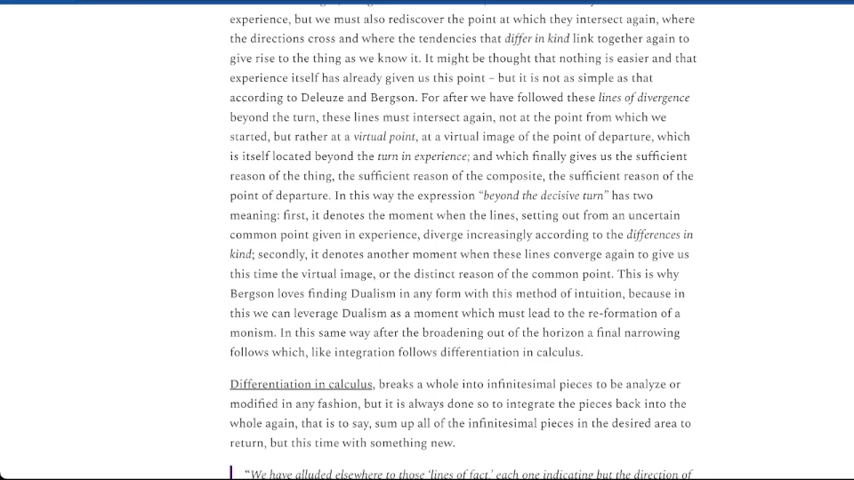 experience, but we must also rediscover the point at which they intersect again, where
the directions cross and where the tendencies that differ in kind link together again to
give rise to the thing as we know it. It might be thought that nothing is easier and that
experience itself has already given us this point – but it is not as simple as that
according to Deleuze and Bergson. For after we have followed these lines of divergence
beyond the turn, these lines must intersect again, not at the point from which we
started, but rather at a virtual point, at a virtual image of the point of departure, which
is itself located beyond the turn in experience; and which finally gives us the sufficient
reason of the thing, the sufficient reason of the composite, the sufficient reason of the
point of departure. In this way the expression “beyond the decisive turn” has two
meaning: first, it denotes the moment when the lines, setting out from an uncertain
common point given in experience, diverge increasingly according to the differences in
kind; secondly, it denotes another moment when these lines converge again to give us
this time the virtual image, or the distinct reason of the common point. This is why
Bergson loves finding Dualism in any form with this method of intuition, because in
this we can leverage Dualism as a moment which must lead to the re-formation of a
monism. In this same way after the broadening out of the horizon a final narrowing
follows which, like integration follows differentiation in calculus.
Differentiation in calculus, breaks a whole into infinitesimal pieces to be analyze or
modified in any fashion, but it is always done so to integrate the pieces back into the
whole again, that is to say, sum up all of the infinitesimal pieces in the desired area to
return, but this time with something new.
“We have alluded elsewhere to those ‘lines of fact,’ each one indicating but the direction of